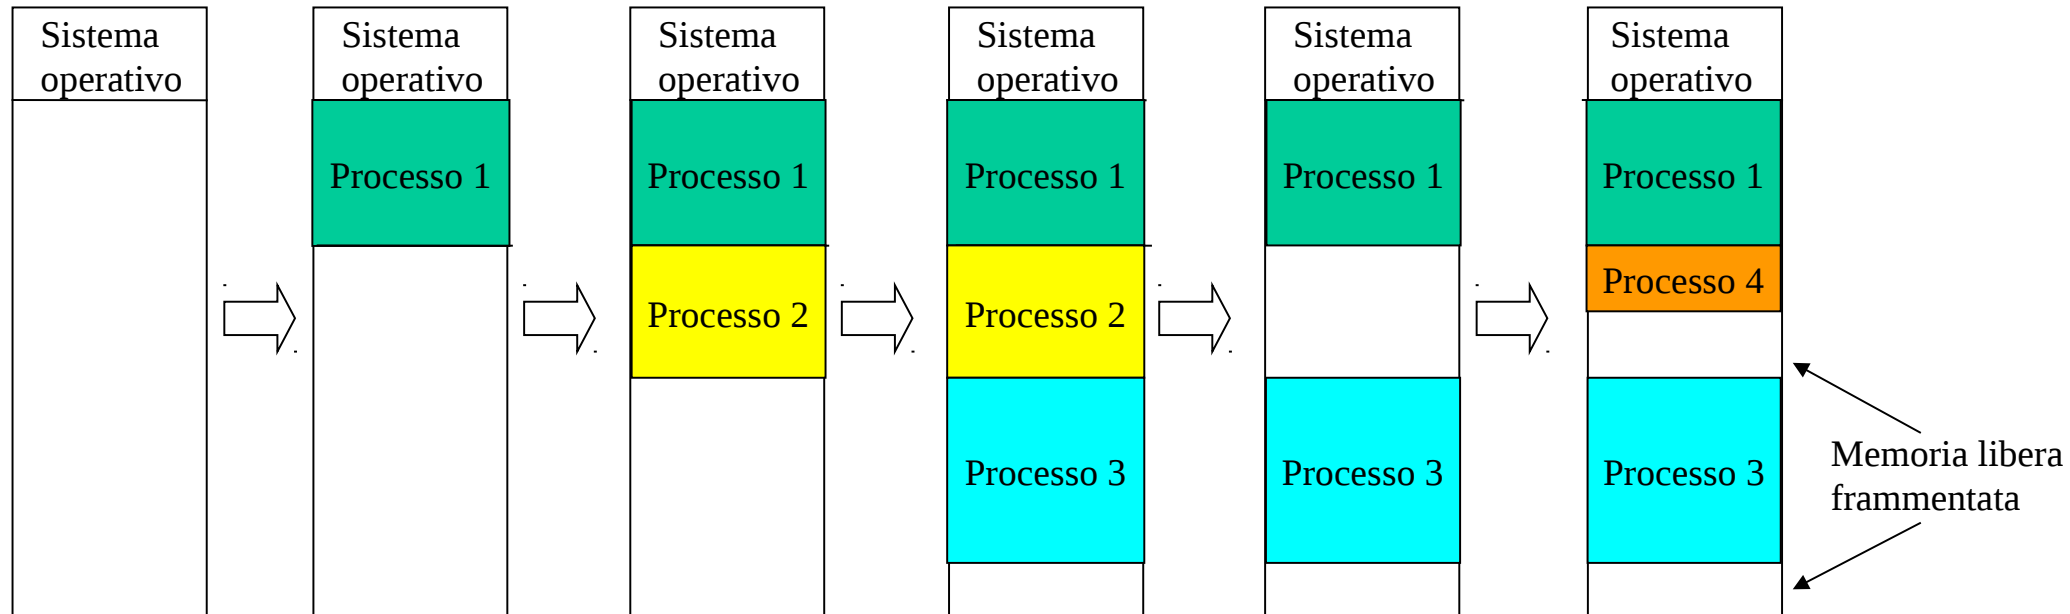 Sistema
operativo
Sistema
operativo
Processo 1
Sistema
operativo
Processo 1
Processo 2
Sistema
operativo
Processo 1
Processo 2
Processo 3
Sistema
operativo
Processo 1
Processo 3
Sistema
operativo
Processo 1
Processo 4
Processo 3
Memoria libera
frammentata